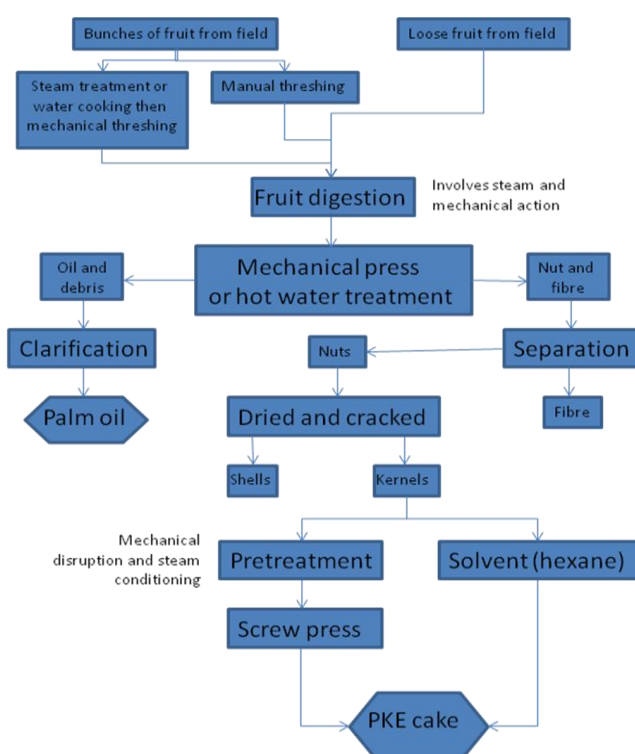 Bunches of fruit from field
Loose fruit from field
Steam treatment or
water cooking then
mechanical threshing
Manual threshing
Fruit digestion
Involves steam and
mechanical action
Oil and
debris
Mechanical press
or hot water treatment
Nut and
fibre
Clarification
Nuts
Separation
Palm oil
Dried and cracked
Fibre
Shells
Kernels
Mechanical
disruption and steam
conditioning
Pretreatment
Solvent (hexane)
Screw press
PKE cake